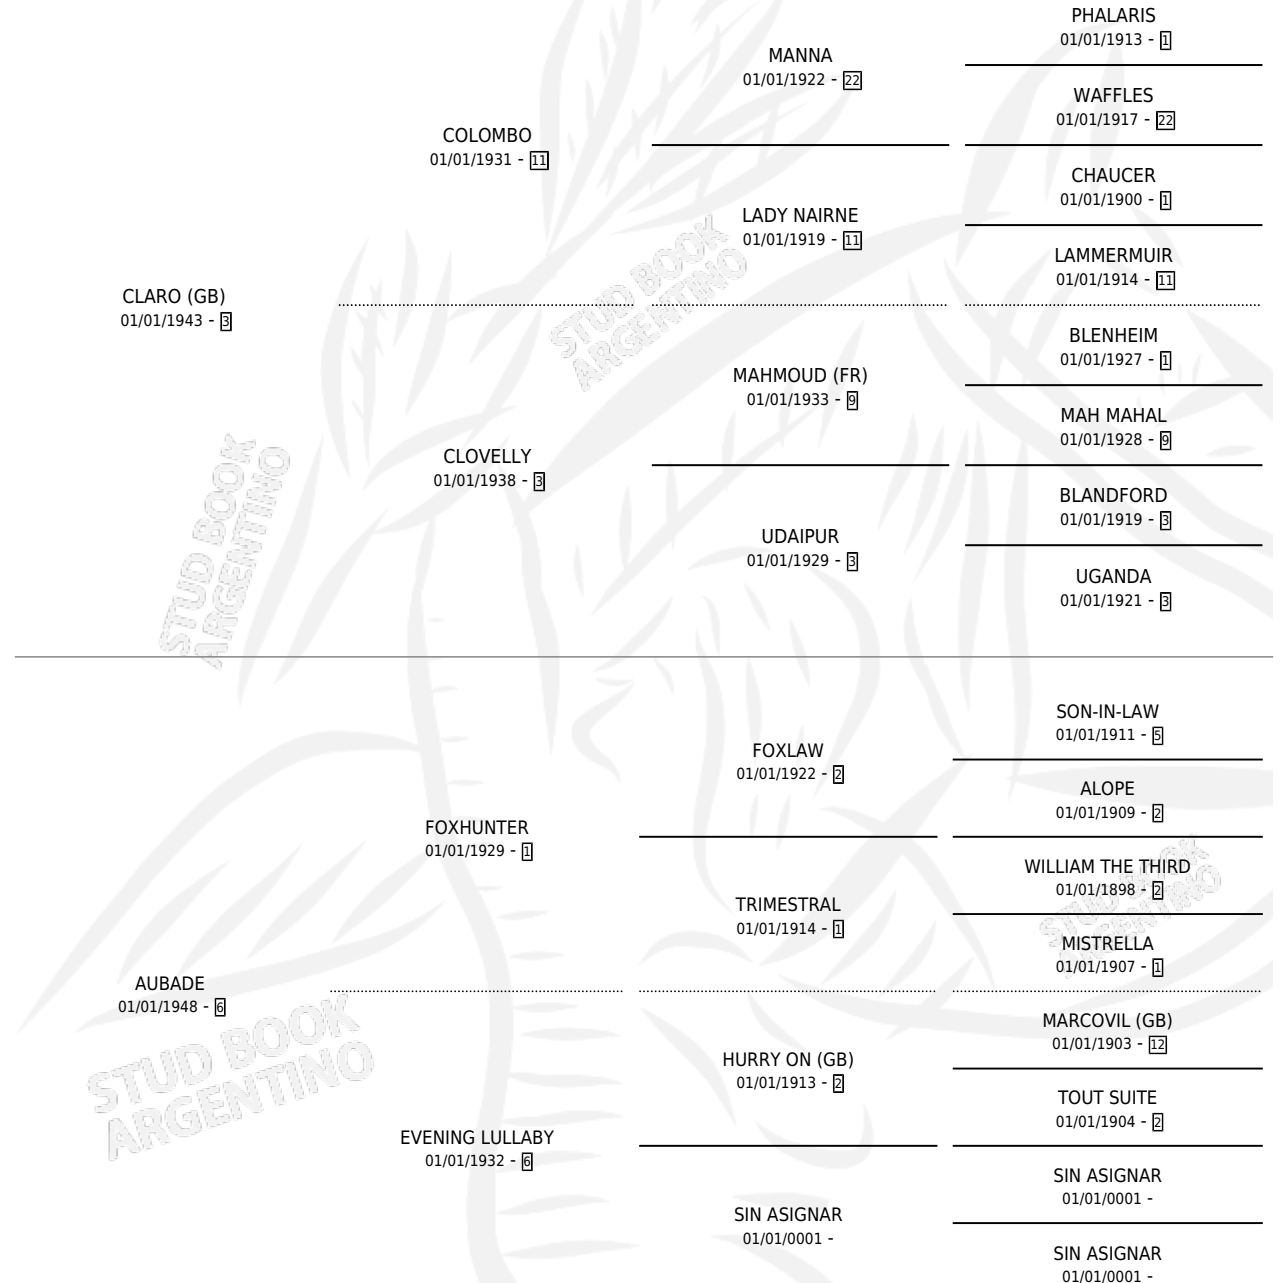 PHALARIS
01/01/1913 - 1
MANNA
01/01/1922 - 22
WAFFLES
01/01/1917 - 22
COLOMBO
01/01/1931 - 11
CHAUCER
01/01/1900 - 1
LADY NAIRNE
01/01/1919 - 11
LAMMERMUIR
01/01/1914 - 11
CLARO (GB)
01/01/1943 - 3
STUD BOOK
ARGENTINO
BLENHEIM
01/01/1927 - 1
MAHMOUD (FR)
01/01/1933 - 9
MAH MAHAL
01/01/1928 - 9
CLOVELLY
01/01/1938 - 3
BLANDFORD
01/01/1919 - 3
UDAIPUR
01/01/1929 - 3
UGANDA
01/01/1921 - 3
STUD BOOK
ARGENTINO
SON-IN-LAW
01/01/1911 - 5
FOXLAW
01/01/1922 - 2
ALOPE
01/01/1909 - 2
FOXHUNTER
01/01/1929 - 1
WILLIAM THE THIRD
01/01/1898 - 2
TRIMESTRAL
01/01/1914 - 1
MISTRELLA
01/01/1907 - 1
STUD BOOK
ARGENTINO
AUBADE
01/01/1948 - 6
MARCOVIL (GB)
01/01/1903 - 12
HURRY ON (GB)
01/01/1913 - 2
TOUT SUITE
01/01/1904 - 2
STUD BOOK
ARGENTINO
EVENING LULLABY
01/01/1932 - 6
SIN ASIGNAR
01/01/0001 -
SIN ASIGNAR
01/01/0001 -
SIN ASIGNAR
01/01/0001 -